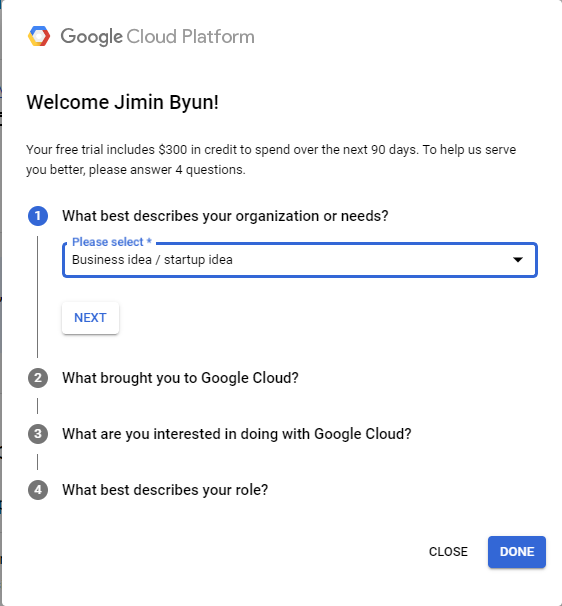 Google Cloud Platform
Welcome Jimin Byun!
Your free trial includes $300 in credit to spend over the next 90 days. To help us serve
you better, please answer 4 questions.
1 What best describes your organization or needs?
Please select *
Business idea / startup idea
NEXT
2 What brought you to Google Cloud?
3 What are you interested in doing with Google Cloud?
4 What best describes your role?
CLOSE DONE